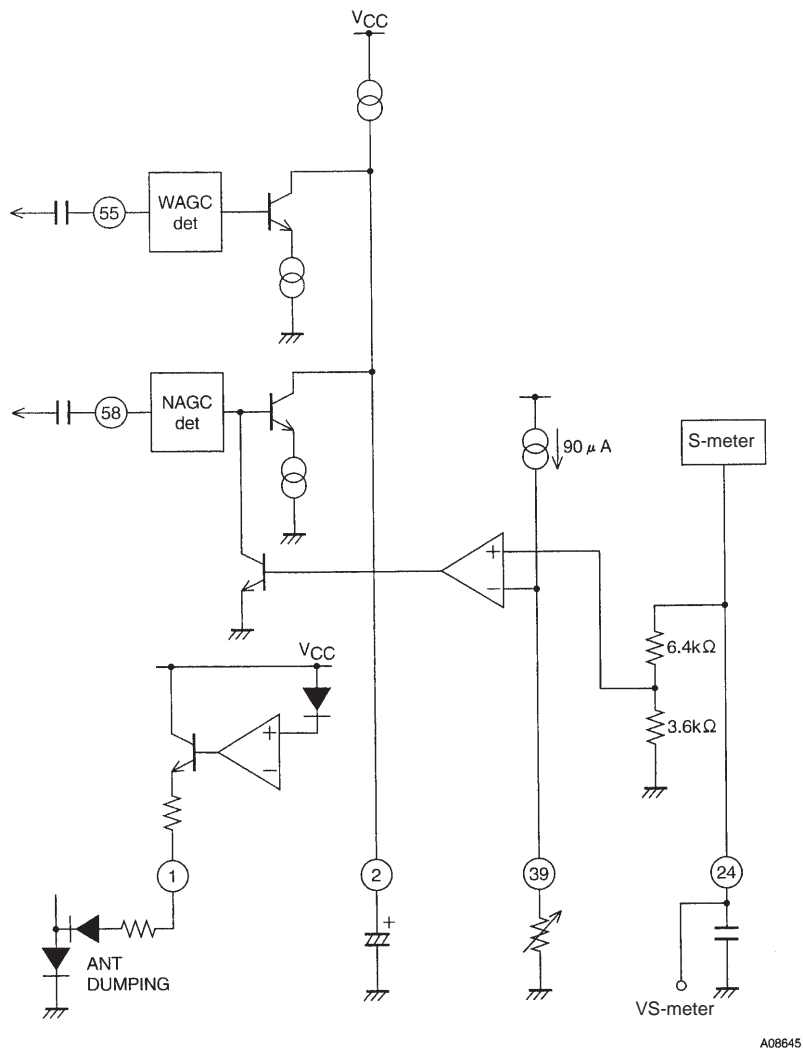 VCC
55
WAGC
det
58
NAGC
det
90 μ A
S-meter
+
−
6.4kΩ
3.6kΩ
VCC
+
−
1
2
39
24
+
ANT
DUMPING
VS-meter
A08645